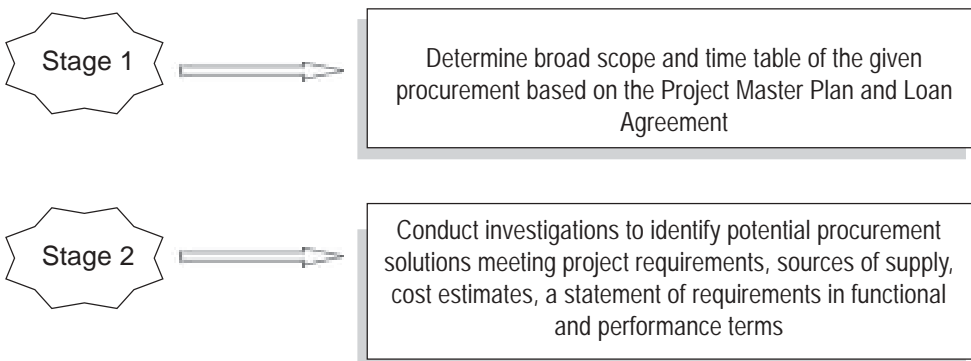 Stage 1
Determine broad scope and time table of the given
procurement based on the Project Master Plan and Loan
Agreement
Stage 2
Conduct investigations to identify potential procurement
solutions meeting project requirements, sources of supply,
cost estimates, a statement of requirements in functional
and performance terms